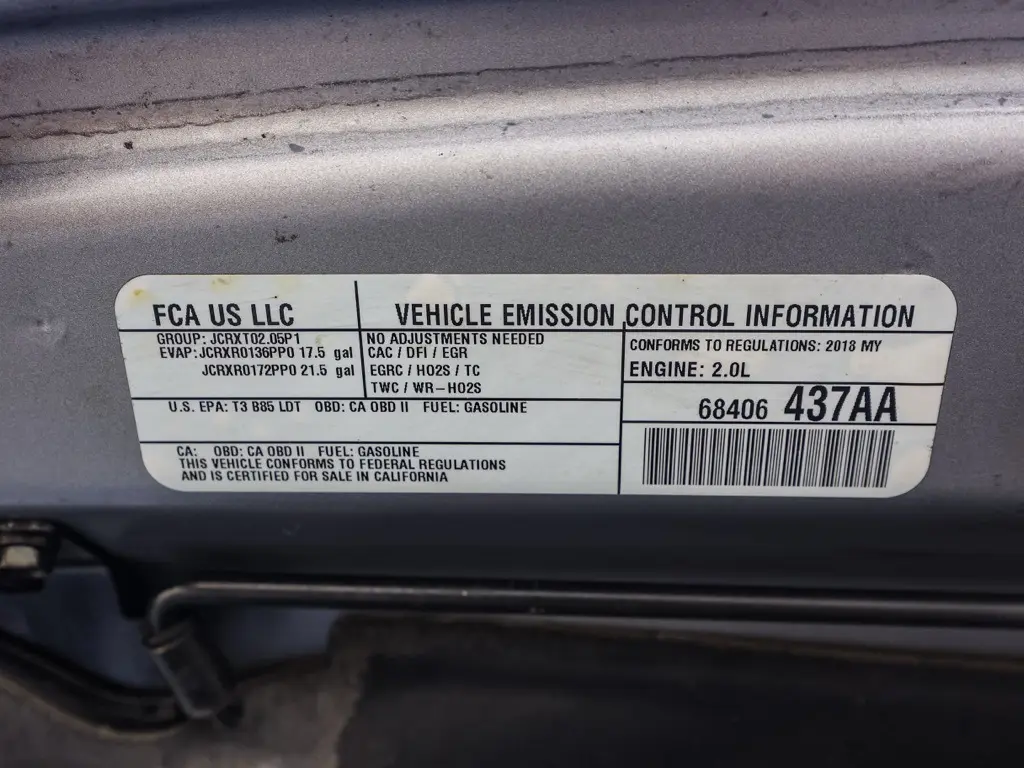 FCA US LLC
VEHICLE EMISSION CONTROL INFORMATION
GROUP: JCRXT02.05P1
EVAP: JCRXR0136PP0 17.5 gal
JCRXR0172PP0 21.5 gal
NO ADJUSTMENTS NEEDED
CAC / DFI / EGR
EGRC / HO2S / TC
TWC / WR-HO2S
CONFORMS TO REGULATIONS: 2018 MY
ENGINE: 2.0L
U.S. EPA: T3 B85 LDT OBD: CA OBD II FUEL: GASOLINE
68406 437AA
CA: OBD: CA OBD II FUEL: GASOLINE
THIS VEHICLE CONFORMS TO FEDERAL REGULATIONS
AND IS CERTIFIED FOR SALE IN CALIFORNIA